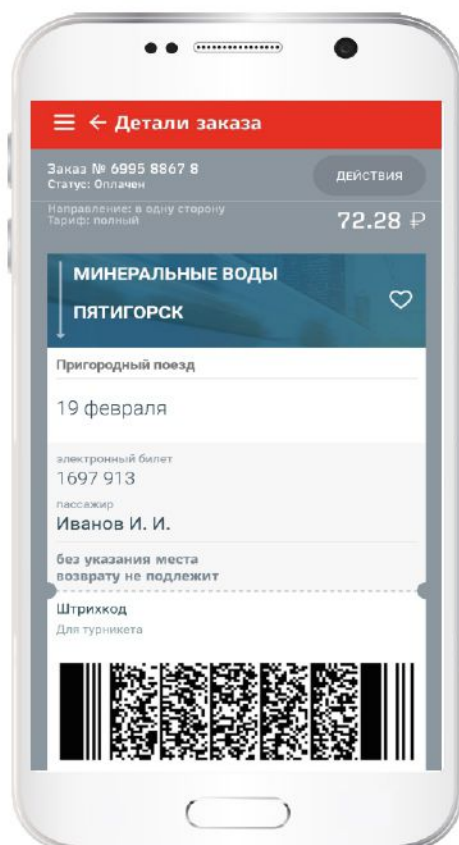 Детали заказа
Заказ № 6995 8867 8
Статус: Оплачен
ДЕЙСТВИЯ
Направление: в одну сторону
Тариф: полный
72.28 ₽
МИНЕРАЛЬНЫЕ ВОДЫ
ПЯТИГОРСК
Пригородный поезд
19 февраля
электронный билет
1697 913
пассажир
Иванов И. И.
без указания места
возврату не подлежит
Штрихкод
Для турникета